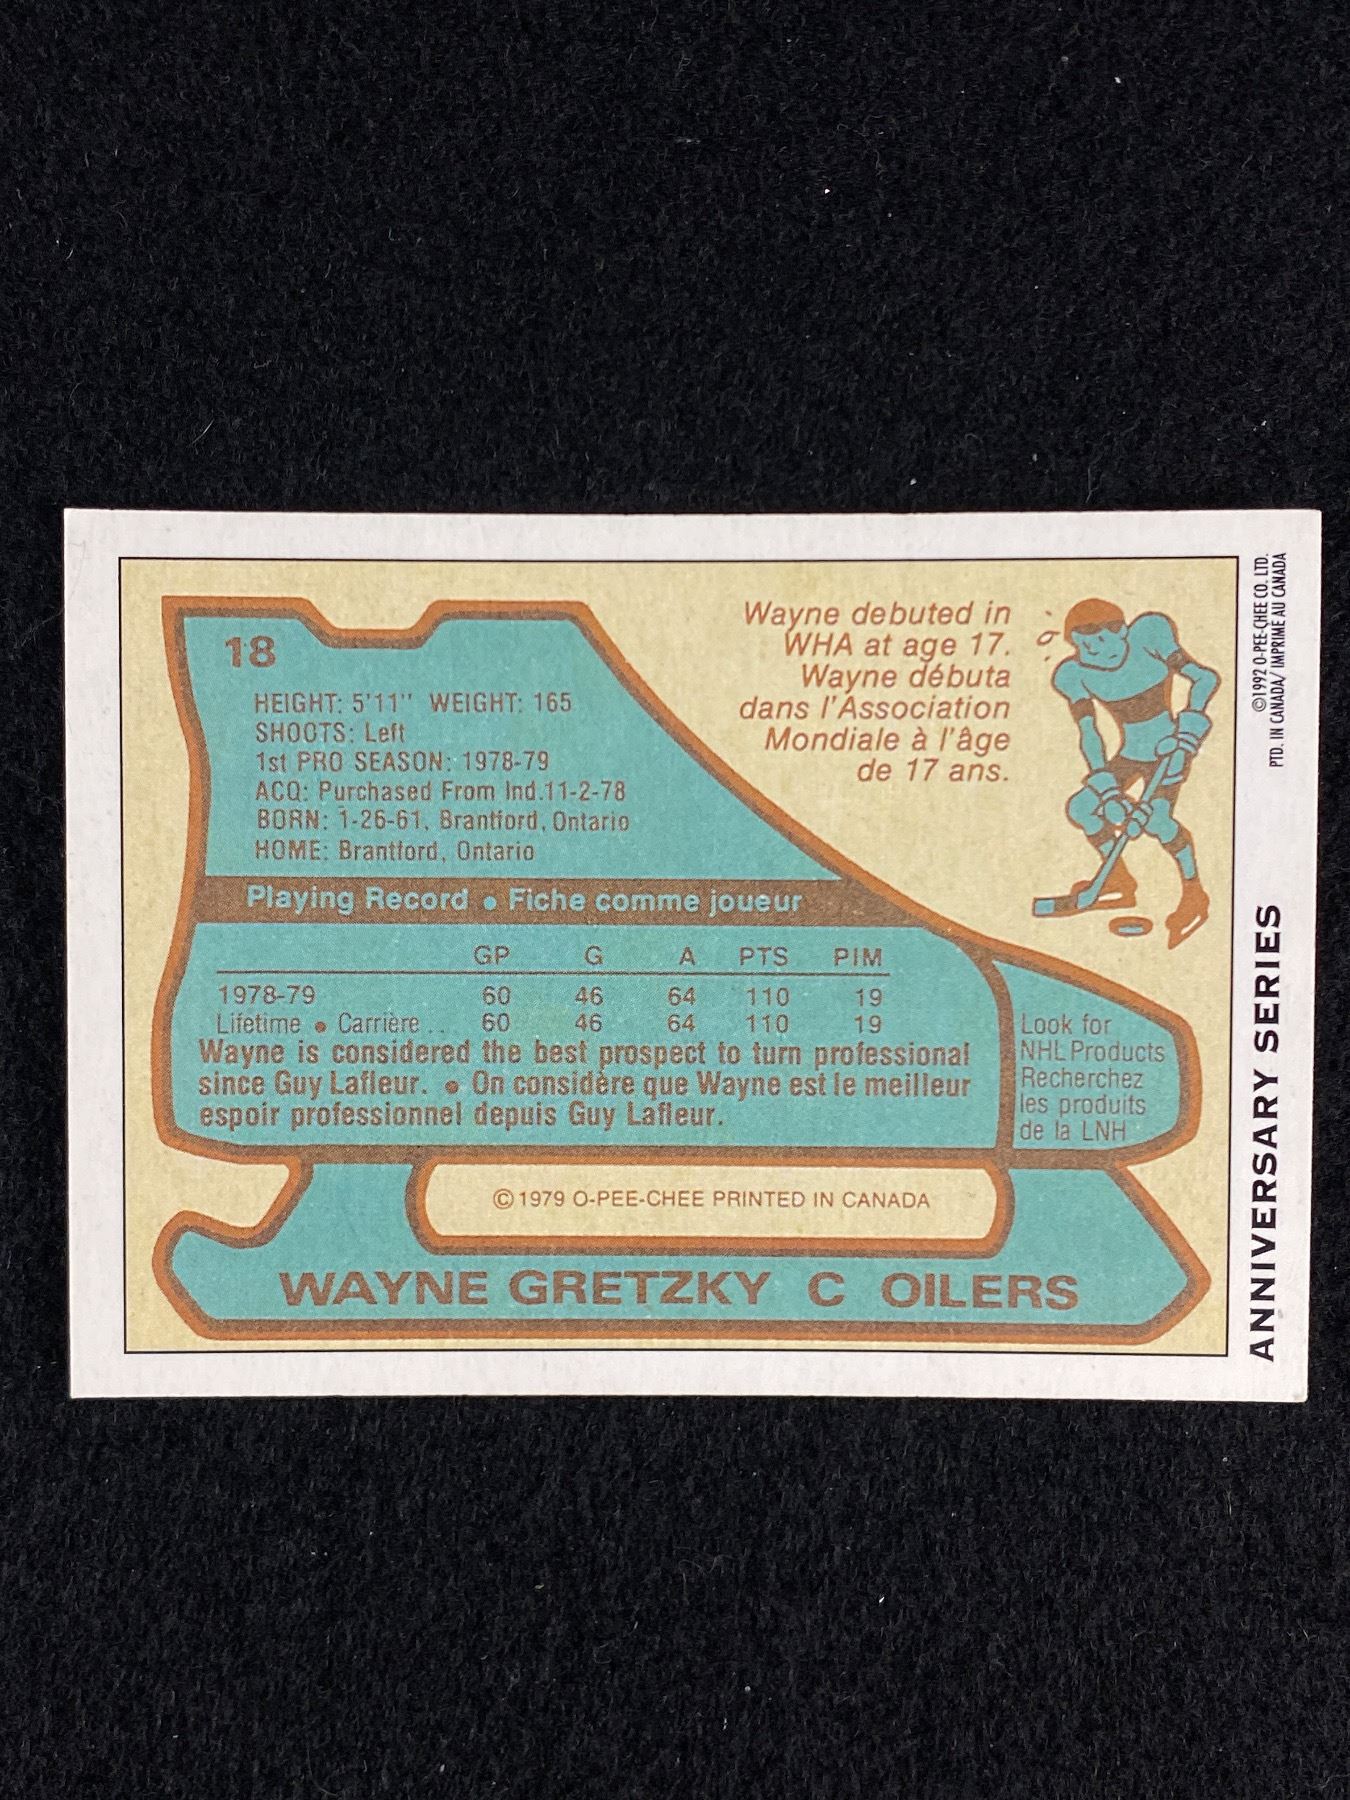 18
HEIGHT: 5'11" WEIGHT: 165
SHOOTS: Left
1st PRO SEASON: 1978-79
ACQ: Purchased From Ind.11-2-78
BORN: 1-26-61, Brantford, Ontario
HOME: Brantford, Ontario
Wayne debuted in
WHA at age 17.
Wayne débuta
dans l'Association
Mondiale à l'âge
de 17 ans.
Playing Record • Fiche comme joueur
GP G A PTS PIM
1978-79 60 46 64 110 19
Lifetime • Carrière .. 60 46 64 110 19
Wayne is considered the best prospect to turn professional
since Guy Lafleur. • On considère que Wayne est le meilleur
espoir professionnel depuis Guy Lafleur.
Look for
NHL Products
Recherchez
les produits
de la LNH
© 1979 O-PEE-CHEE PRINTED IN CANADA
WAYNE GRETZKY C OILERS
©1992 O-PEE-CHEE CO. LTD.
PTD. IN CANADA/ IMPRIME AU CANADA
ANNIVERSARY SERIES